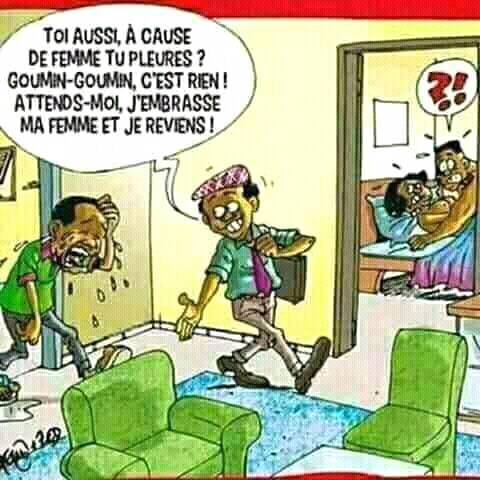 TOI AUSSI, À CAUSE
DE FEMME TU PLEURES ?
GOUMIN-GOUMIN, C'EST RIEN !
ATTENDS-MOI, J'EMBRASSE
MA FEMME ET JE REVIENS !
?!